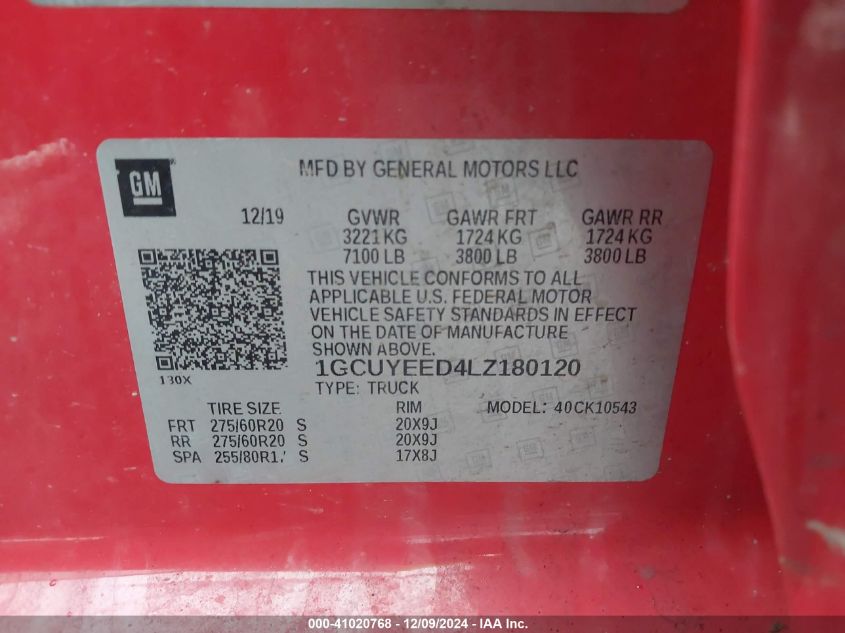 GM
MFD BY GENERAL MOTORS LLC
12/19 GVWR GAWR FRT GAWR RR
3221 KG 1724 KG 1724 KG
7100 LB 3800 LB 3800 LB
THIS VEHICLE CONFORMS TO ALL
APPLICABLE U.S. FEDERAL MOTOR
VEHICLE SAFETY STANDARDS IN EFFECT
ON THE DATE OF MANUFACTURE
SHOWN ABOVE.
130X
1GCUYEED4LZ180120
TYPE: TRUCK
TIRE SIZE RIM MODEL: 40CK10543
FRT 275/60R20 S 20X9J
RR 275/60R20 S 20X9J
SPA S 17X8J
000-41020768 - 12/09/2024 - IAA Inc.